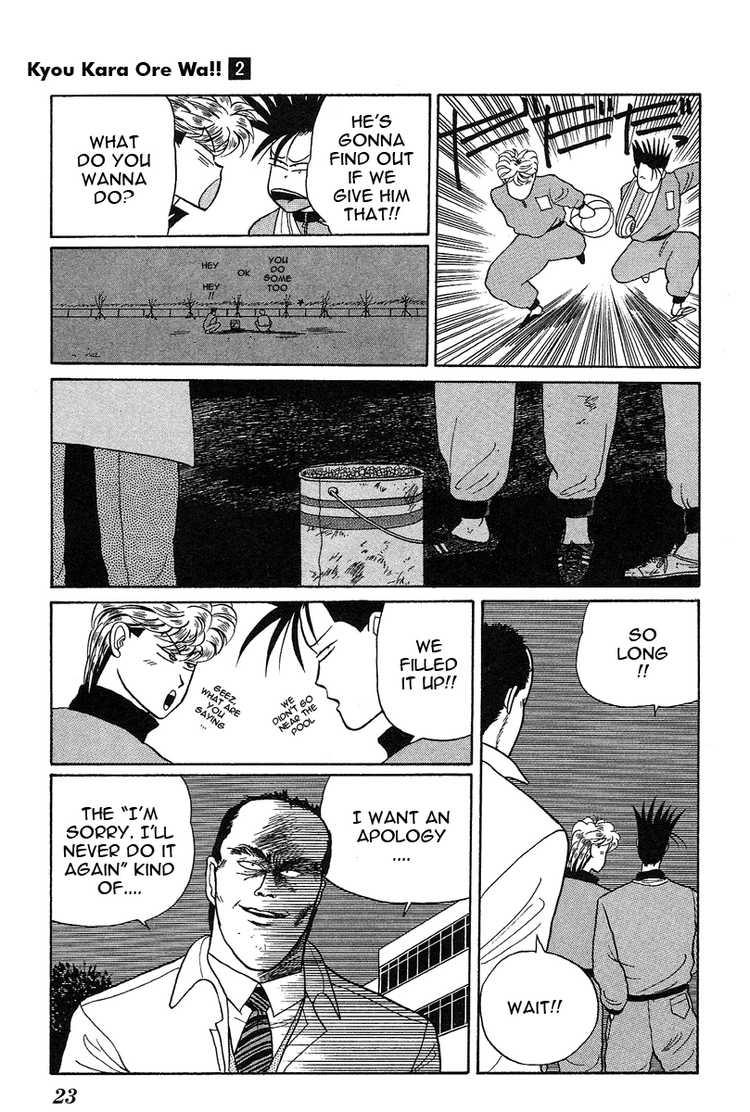 Kyou Kara Ore Wa!! 2
HE'S
GONNA
FIND OUT
IF WE
GIVE HIM
THAT!!
WHAT
DO YOU
WANNA
DO?
YOU
DO
SOME
TOO
OK
HEY
HEY
!!
SO
LONG
!!
WAIT!!
WE
FILLED
IT UP!!
WE
DIDN'T GO
NEAR THE
POOL
GEEZ,
WHAT ARE
YOU
SAYING
...
I WANT AN
APOLOGY
....
THE "I'M
SORRY, I'LL
NEVER DO IT
AGAIN" KIND
OF....
23